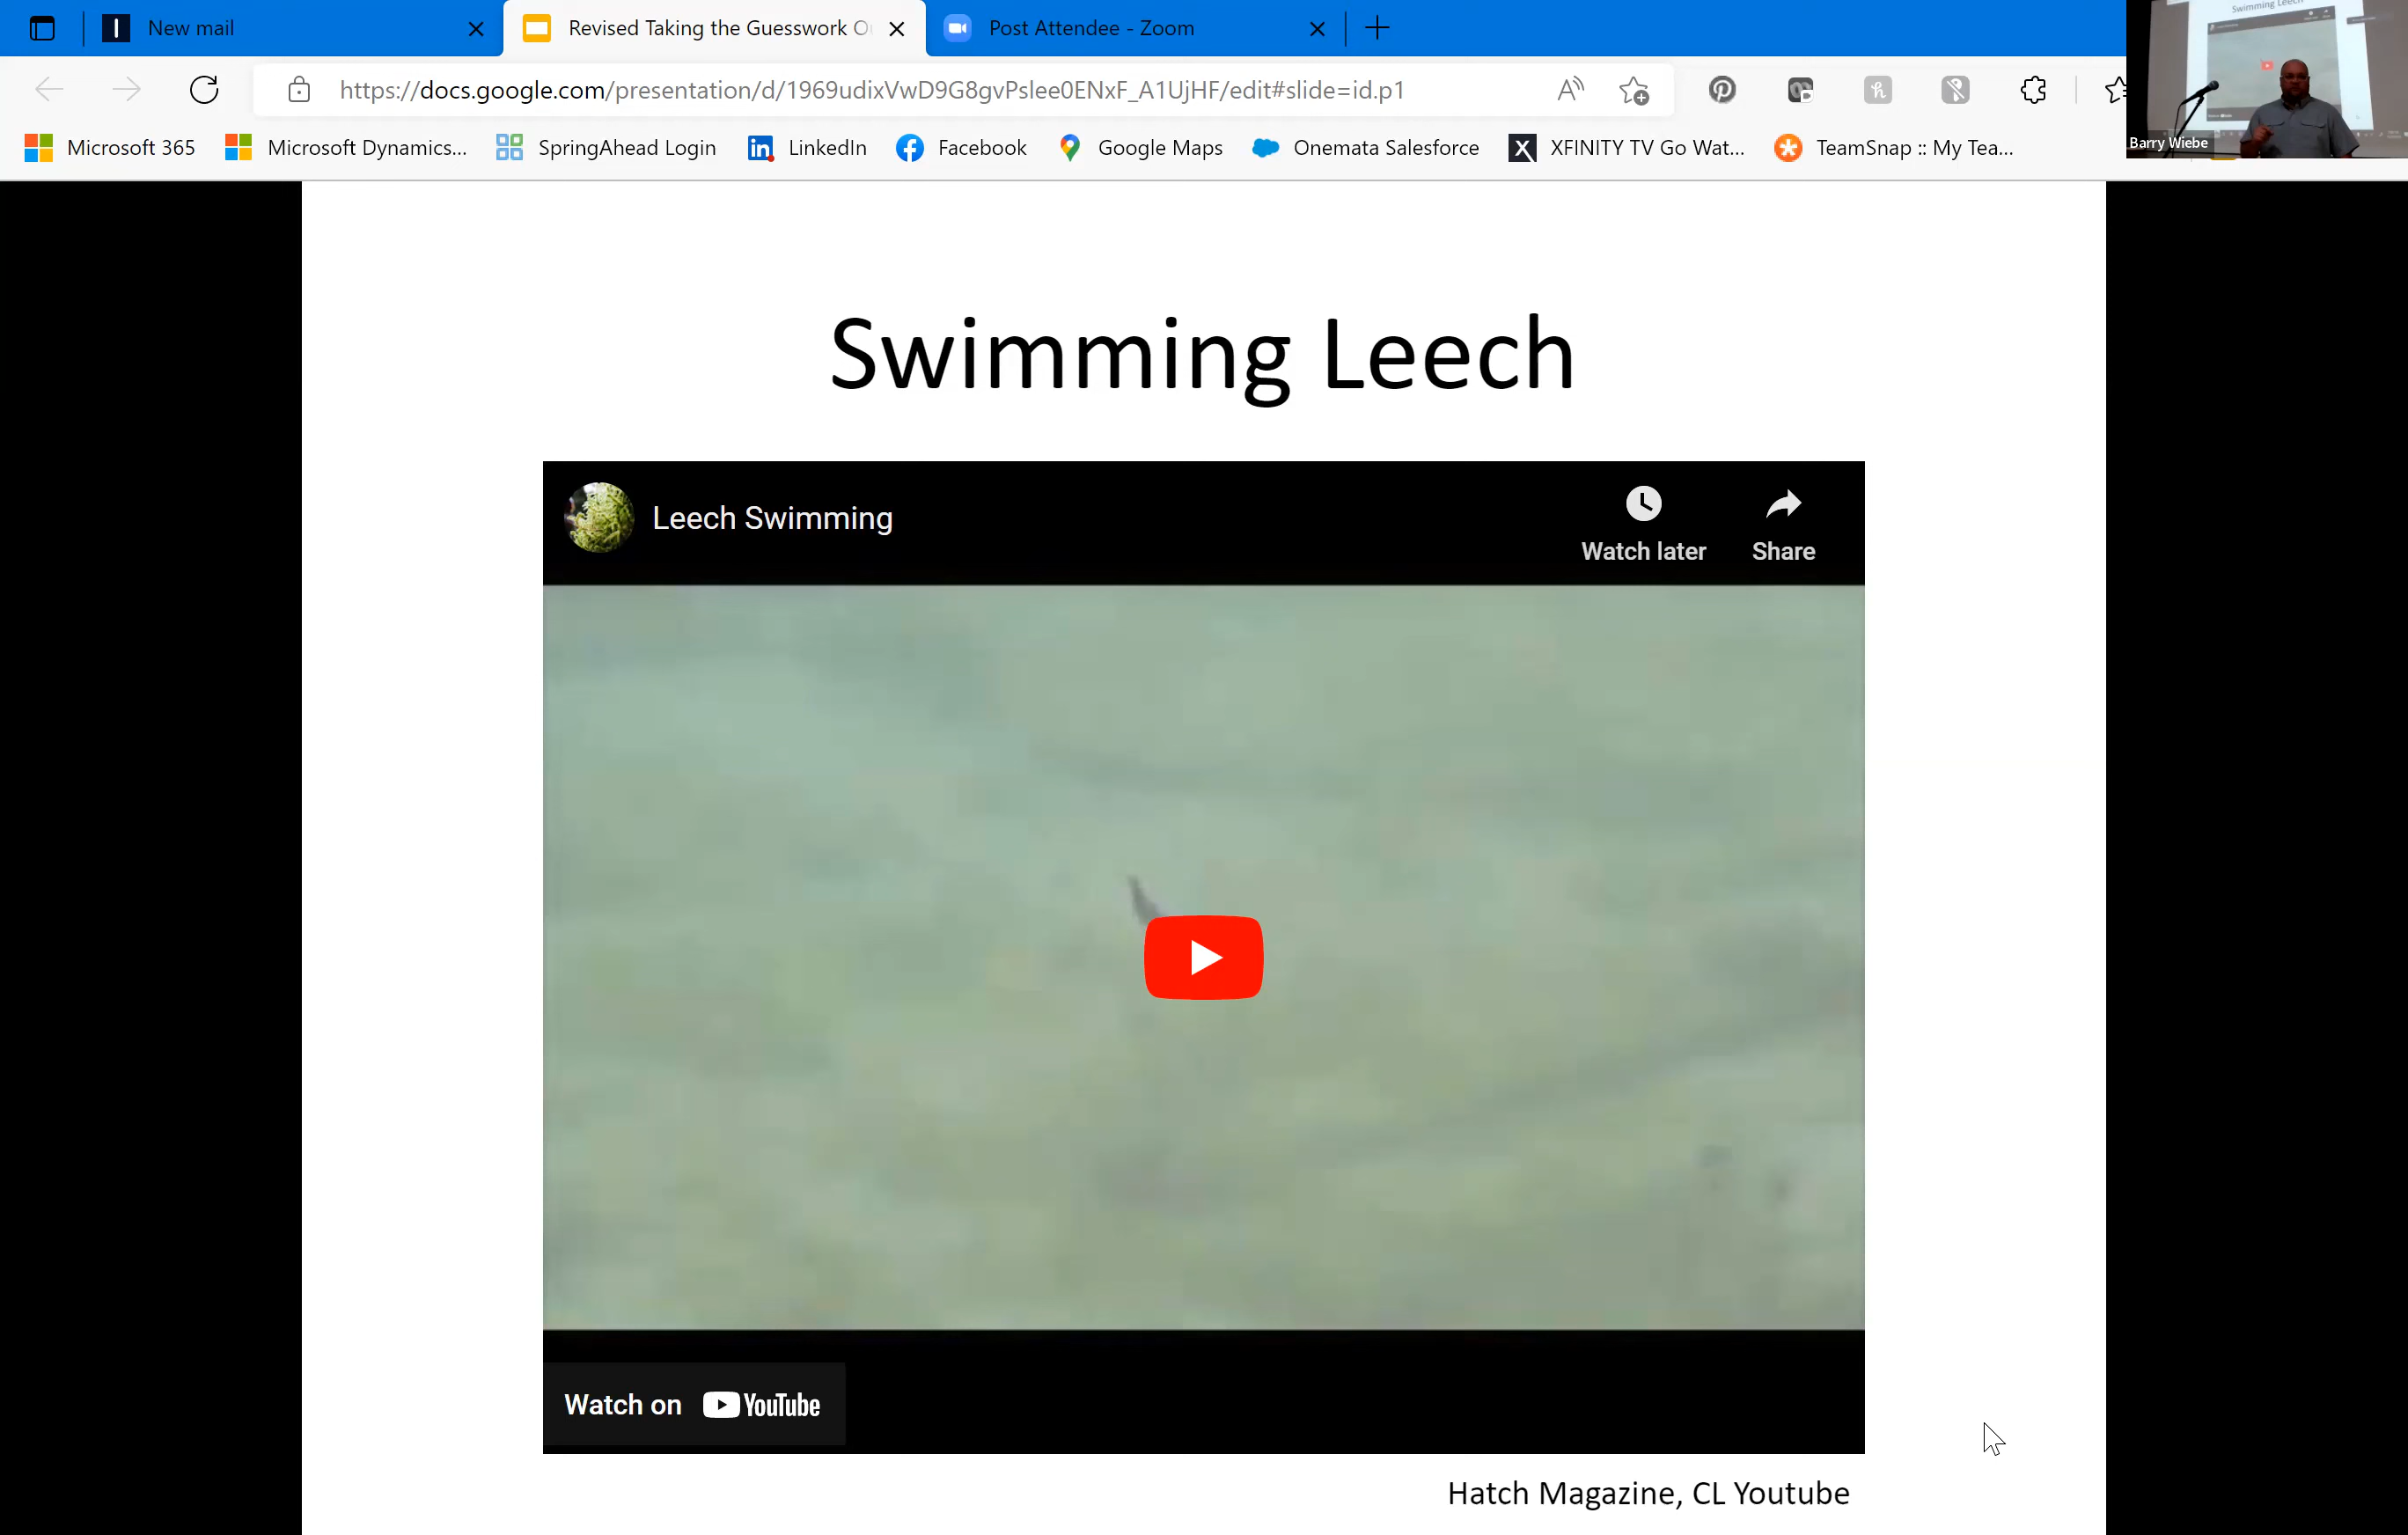 New mail
Revised Taking the Guesswork O
Post Attendee - Zoom
https://docs.google.com/presentation/d/1969udixVwD9G8gvPslee0ENxF_A1UjHF/edit#slide=id.p1
Microsoft 365
Microsoft Dynamics...
SpringAhead Login
LinkedIn
Facebook
Google Maps
Onemata Salesforce
XFINITY TV Go Wat...
TeamSnap :: My Tea...
Swimming Leech
Barry Wiebe
Swimming Leech
Leech Swimming
Watch later
Share
Watch on YouTube
Hatch Magazine, CL Youtube